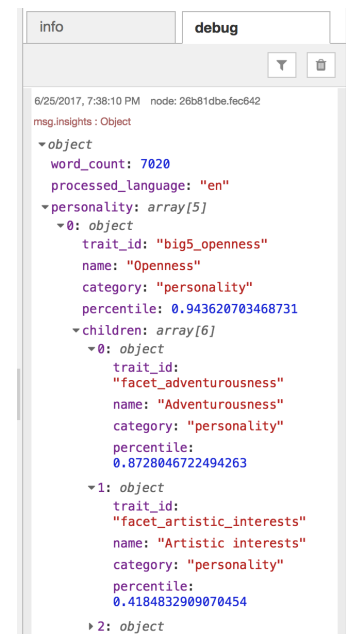 info
debug
6/25/2017, 7:38:10 PM node: 26b81dbe.fec642
msg.insights : Object
object
word_count: 7020
processed_language: "en"
personality: array[5]
0: object
trait_id: "big5_openness"
name: "Openness"
category: "personality"
percentile: 0.943620703468731
children: array[6]
0: object
trait_id:
"facet_adventurousness"
name: "Adventurousness"
category: "personality"
percentile:
0.8728046722494263
1: object
trait_id:
"facet_artistic_interests"
name: "Artistic interests"
category: "personality"
percentile:
0.4184832909070454
2: object